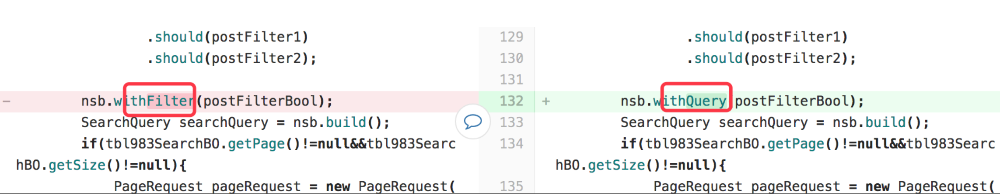 .should(postFilter1)
.should(postFilter2);
- nsb.withFilter(postFilterBool);
SearchQuery searchQuery = nsb.build();
if(tbl983SearchBO.getPage()!=null&&tbl983Searc
hBO.getSize()!=null){
PageRequest pageRequest = new PageRequest(
129 .should(postFilter1)
130 .should(postFilter2);
131
132 + nsb.withQuery(postFilterBool);
133 SearchQuery searchQuery = nsb.build();
134 if(tbl983SearchBO.getPage()!=null&&tbl983Searc
hBO.getSize()!=null){
135 PageRequest pageRequest = new PageRequest(